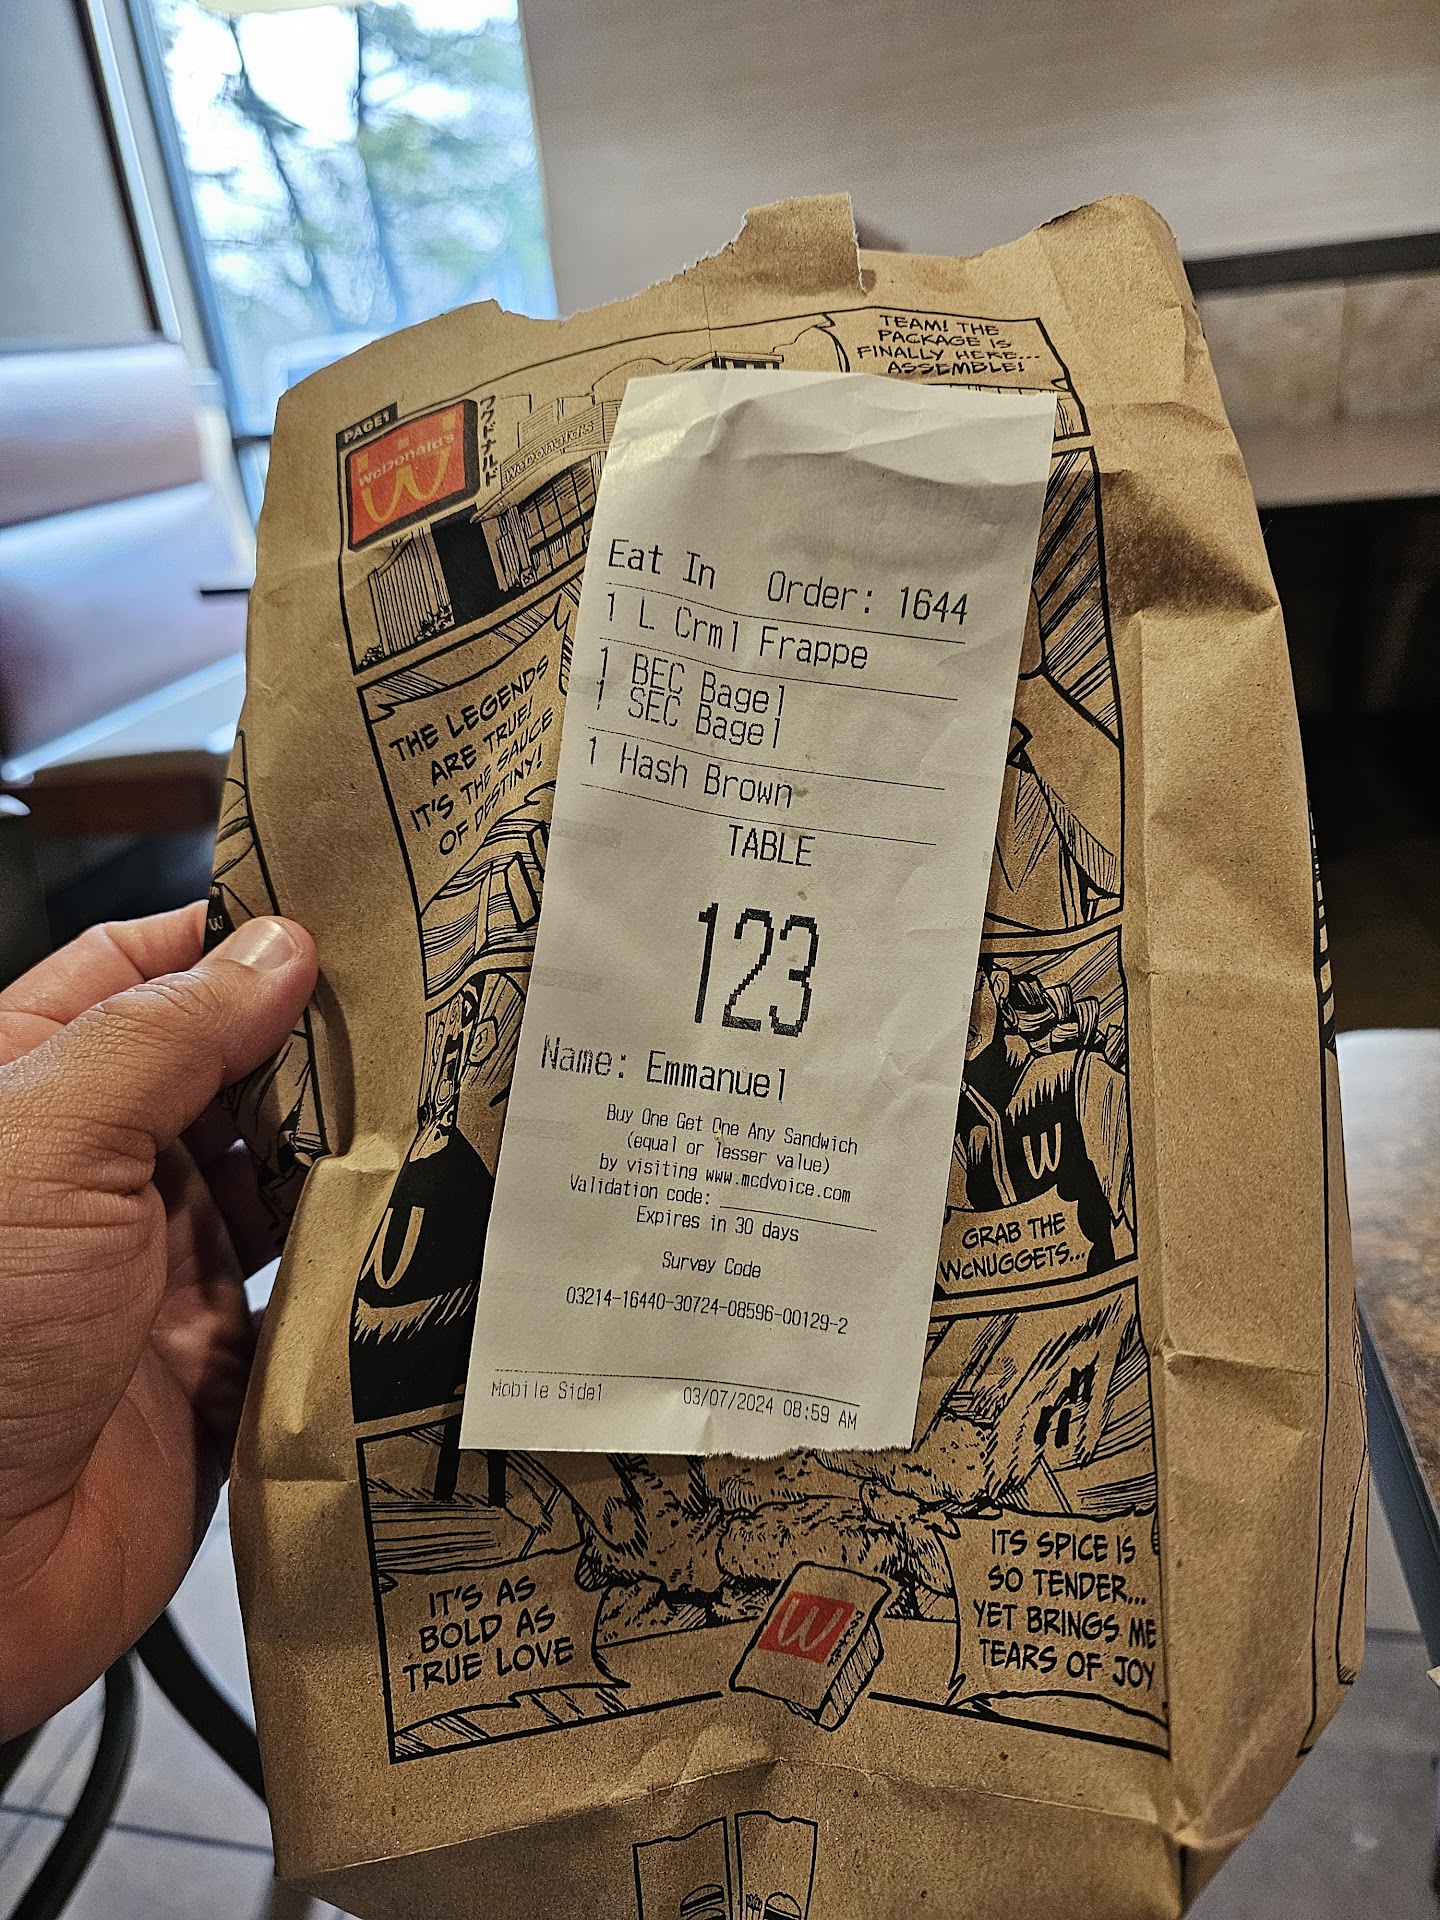 TEAM! THE
PACKAGE IS
FINALLY HERE...
ASSEMBLE!
PAGE 1
WcDonald's
ワクドナルド
WcDonald's
THE LEGENDS
ARE TRUE!
IT'S THE SAUCE
OF DESTINY!
Eat In Order: 1644
1 L Crml Frappe
1 BEC Bagel
1 SEC Bagel
1 Hash Brown
TABLE
123
Name: Emmanuel
Buy One Get One Any Sandwich
(equal or lesser value)
by visiting www.mcdvoice.com
Validation code:
Expires in 30 days
Survey Code
03214-16440-30724-08596-00129-2
Mobile Side1 03/07/2024 08:59 AM
GRAB THE
WcNUGGETS...
IT'S AS
BOLD AS
TRUE LOVE
ITS SPICE IS
SO TENDER...
YET BRINGS ME
TEARS OF JOY